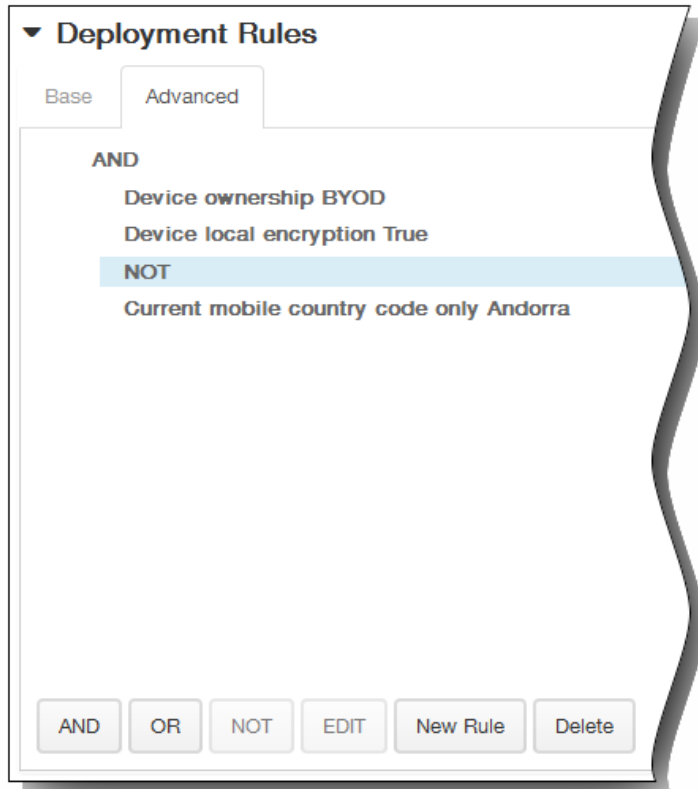 Deployment Rules
Base Advanced
AND
Device ownership BYOD
Device local encryption True
NOT
Current mobile country code only Andorra
AND OR NOT EDIT New Rule Delete